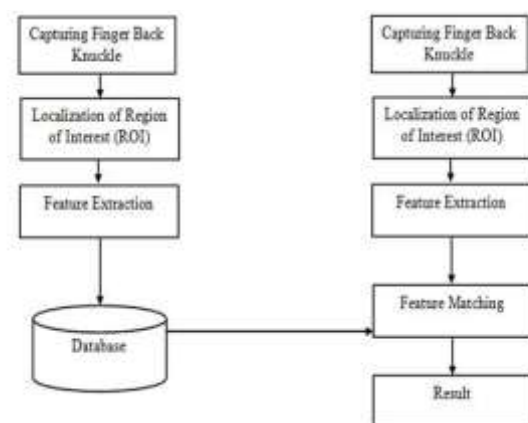 Capturing Finger Back
Knuckle
Localization of Region
of Interest (ROI)
Feature Extraction
Database
Capturing Finger Back
Knuckle
Localization of Region
of Interest (ROI)
Feature Extraction
Feature Matching
Result